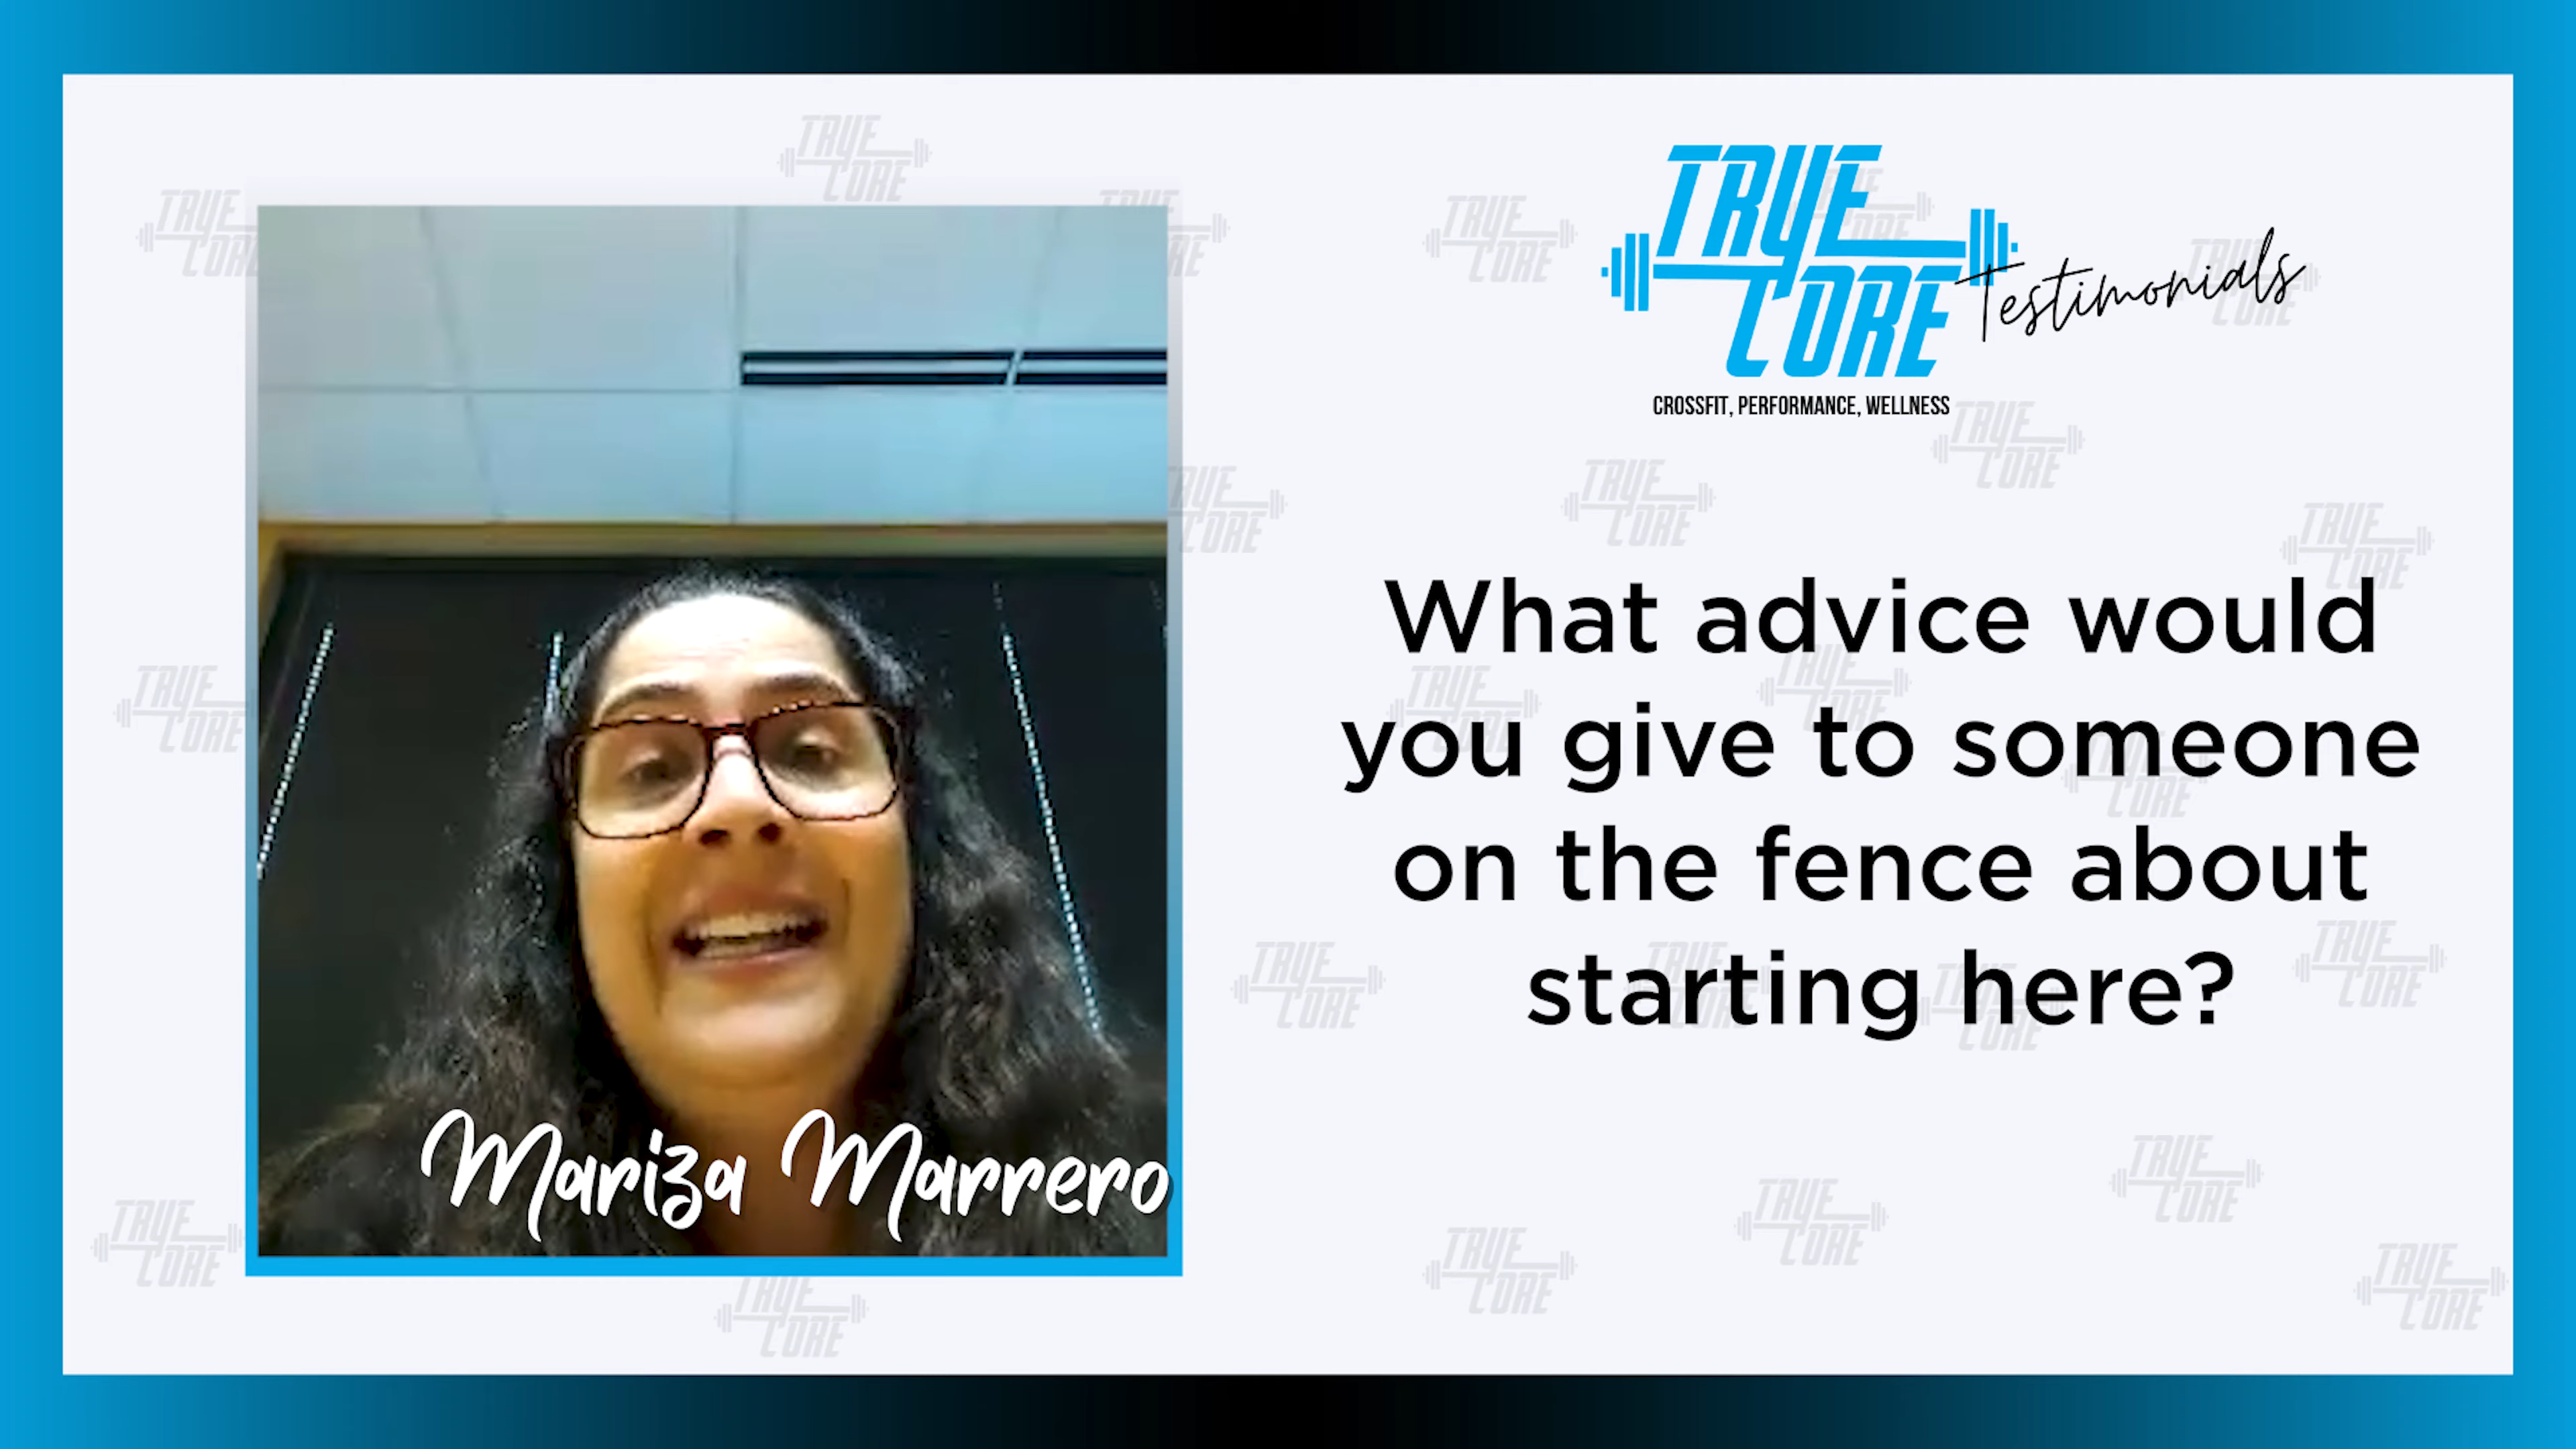 TRUE
CORE
Testimonials
CROSSFIT, PERFORMANCE, WELLNESS
What advice would
you give to someone
on the fence about
starting here?
Mariza Marrero